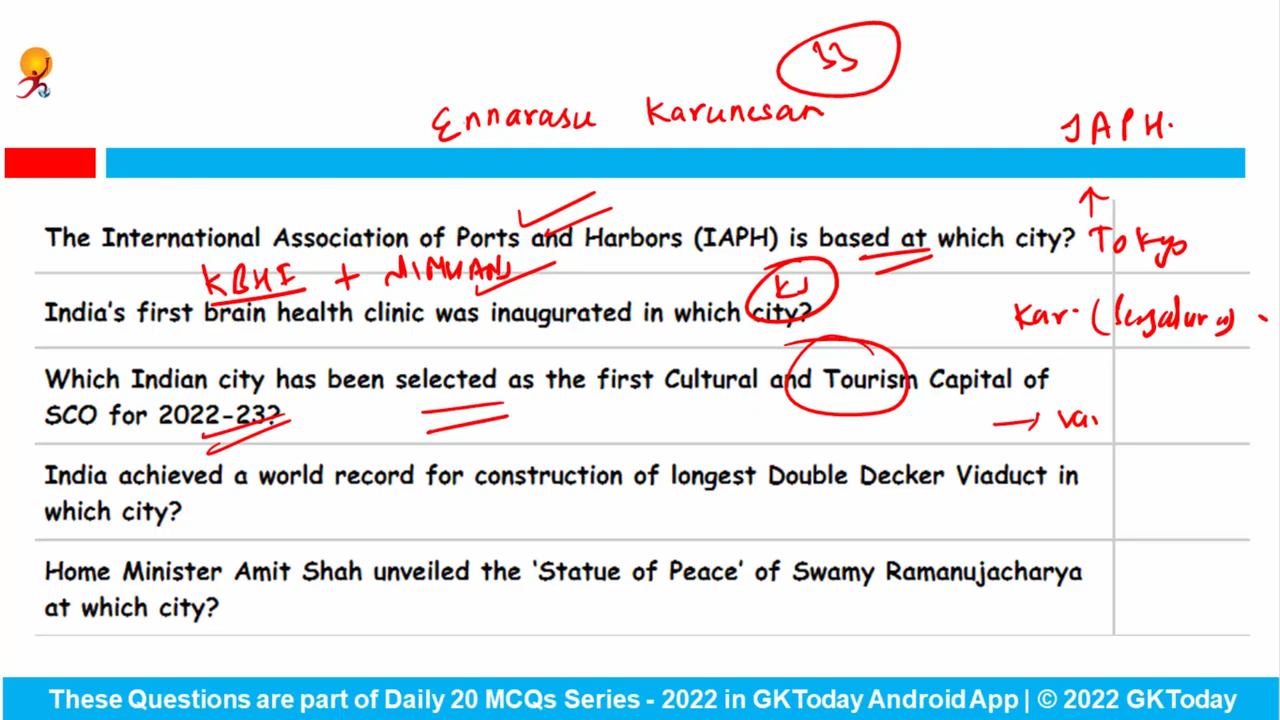 33
Ennarasu Karunesan
IAPH.
The International Association of Ports and Harbors (IAPH) is based at which city?
Tokyo
KBHI + NIMHANS
India's first brain health clinic was inaugurated in which city?
Kar. (Bengaluru)
Which Indian city has been selected as the first Cultural and Tourism Capital of
SCO for 2022-23?
→ Va
India achieved a world record for construction of longest Double Decker Viaduct in
which city?
Home Minister Amit Shah unveiled the 'Statue of Peace' of Swamy Ramanujacharya
at which city?
These Questions are part of Daily 20 MCQs Series - 2022 in GKToday Android App | © 2022 GKToday